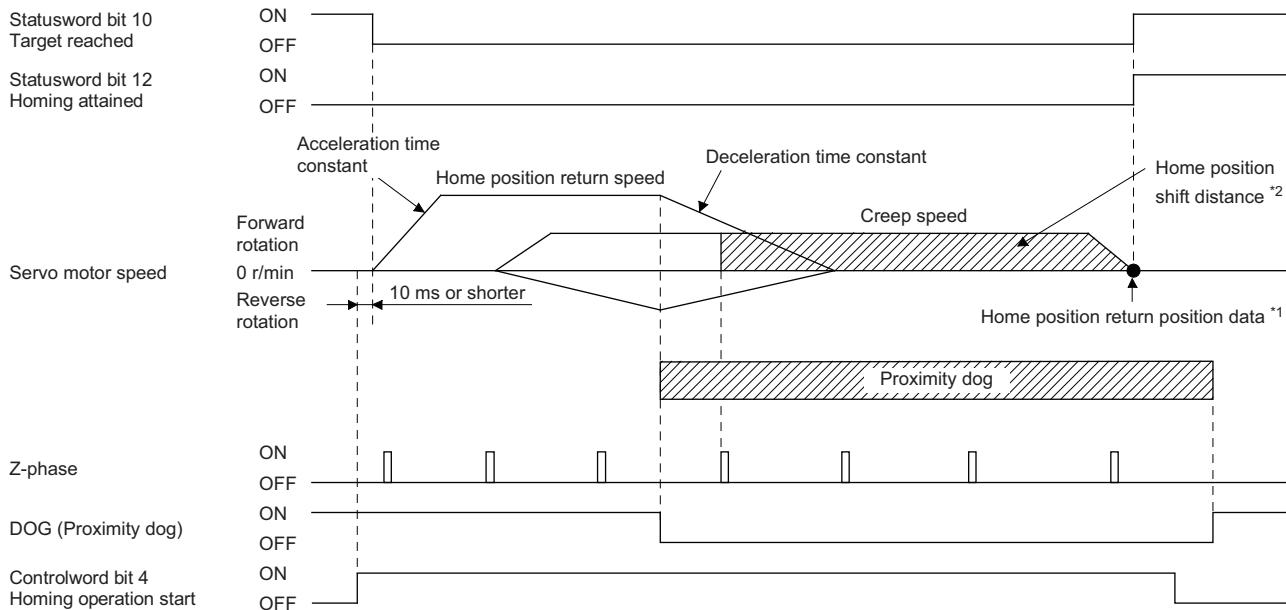 Statusword bit 10
Target reached
ON
OFF
Statusword bit 12
Homing attained
ON
OFF
Acceleration time
constant
Home position return speed
Deceleration time constant
Creep speed
Home position
shift distance *2
Servo motor speed
Forward
rotation
0 r/min
Reverse
rotation
10 ms or shorter
Home position return position data *1
Proximity dog
Z-phase
ON
OFF
DOG (Proximity dog)
ON
OFF
Controlword bit 4
Homing operation start
ON
OFF